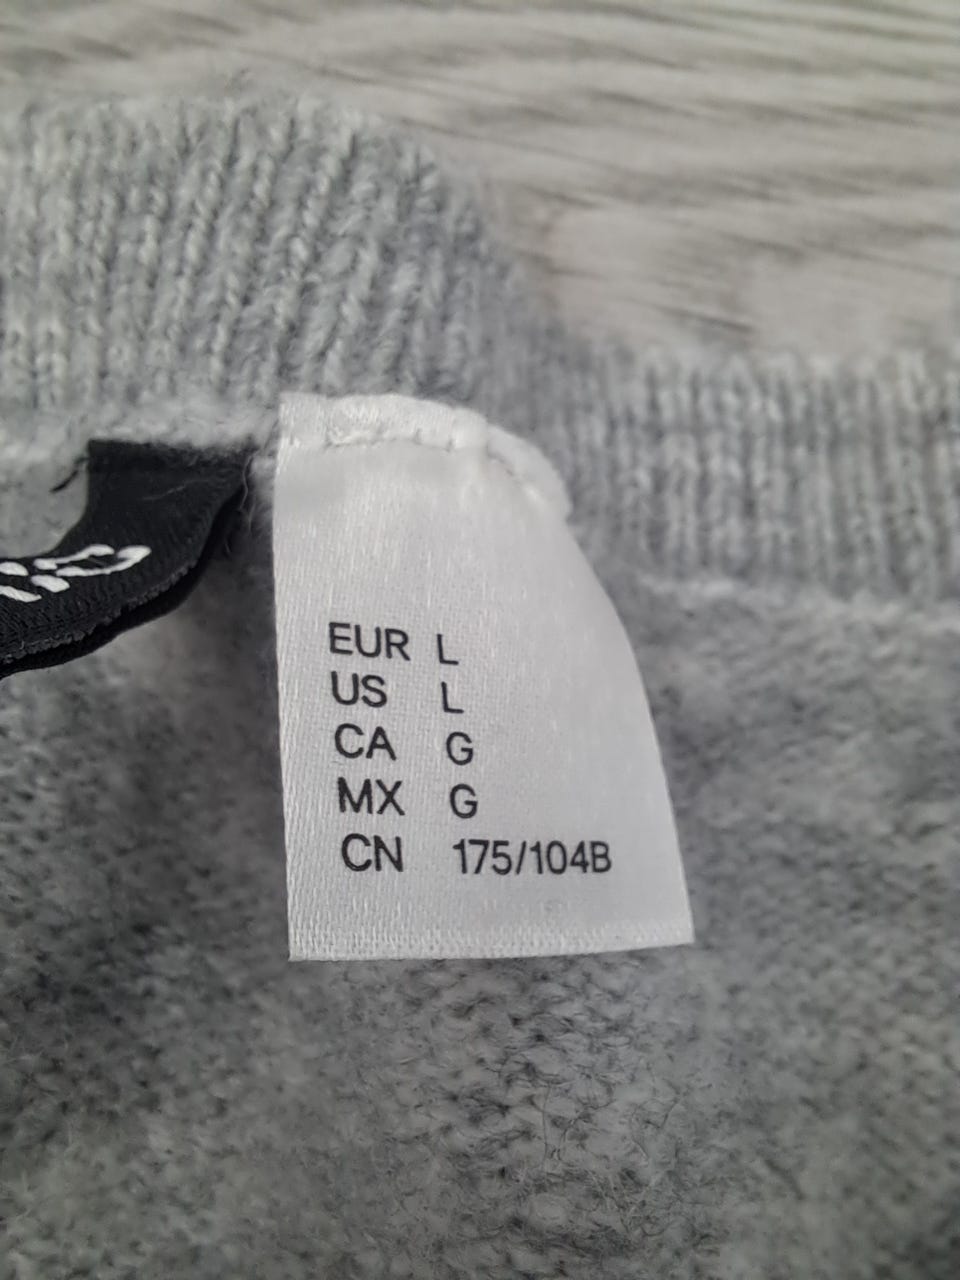 EUR L
US L
CA G
MX G
CN 175/104B